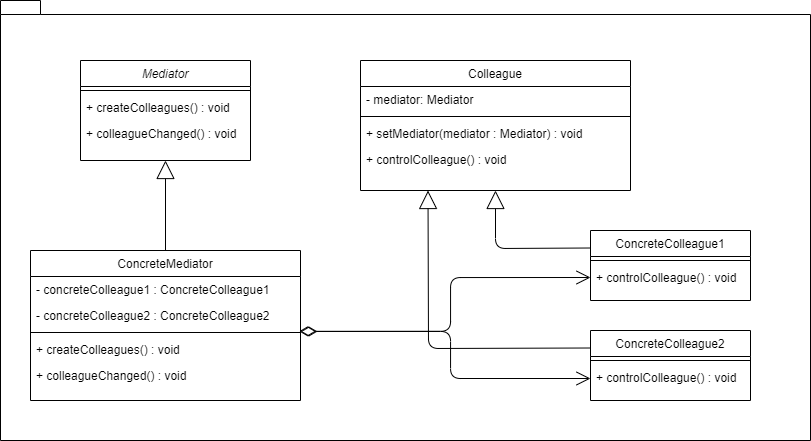 Mediator
+ createColleagues() : void
+ colleagueChanged() : void
Colleague
- mediator: Mediator
+ setMediator(mediator : Mediator) : void
+ controlColleague() : void
ConcreteMediator
- concreteColleague1 : ConcreteColleague1
- concreteColleague2 : ConcreteColleague2
+ createColleagues() : void
+ colleagueChanged() : void
ConcreteColleague1
+ controlColleague() : void
ConcreteColleague2
+ controlColleague() : void